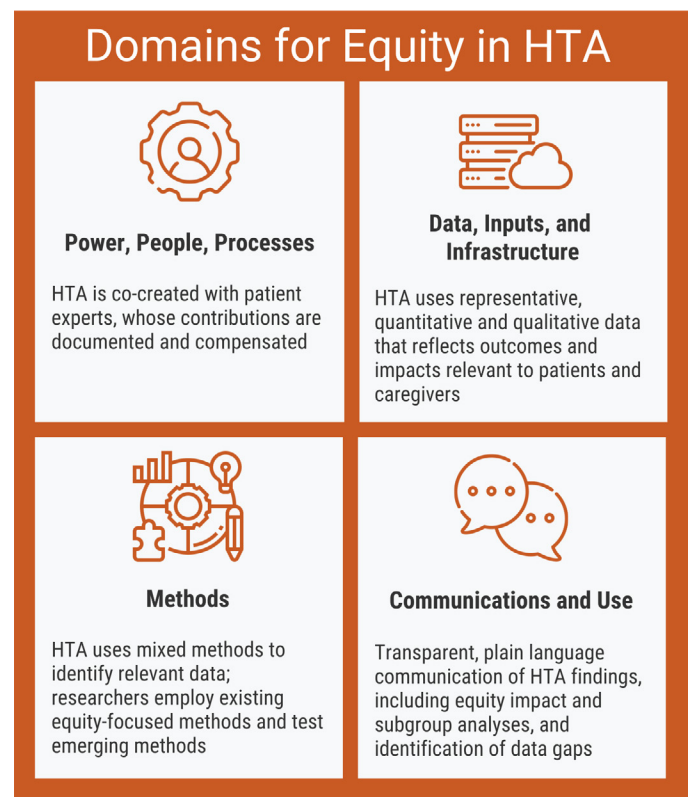 Domains for Equity in HTA
Power, People, Processes
HTA is co-created with patient
experts, whose contributions are
documented and compensated
Data, Inputs, and
Infrastructure
HTA uses representative,
quantitative and qualitative data
that reflects outcomes and
impacts relevant to patients and
caregivers
Methods
HTA uses mixed methods to
identify relevant data;
researchers employ existing
equity-focused methods and test
emerging methods
Communications and Use
Transparent, plain language
communication of HTA findings,
including equity impact and
subgroup analyses, and
identification of data gaps